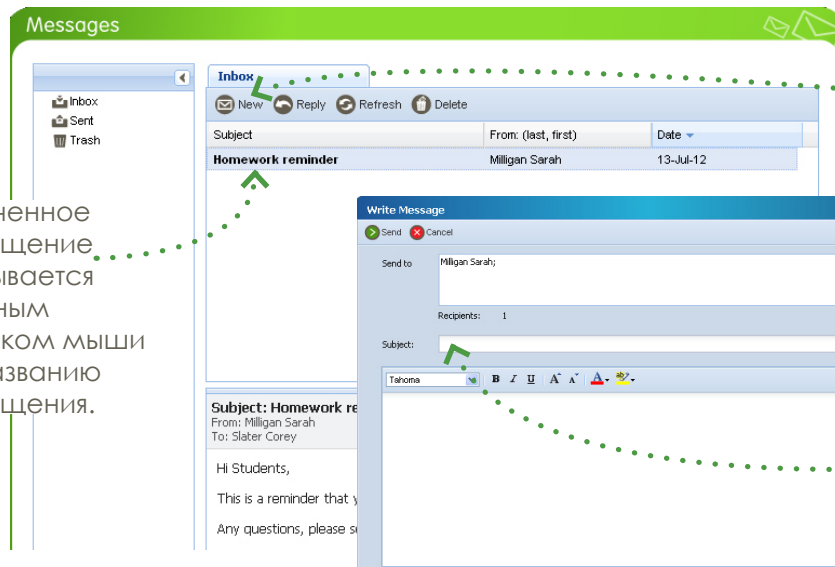 Messages
Inbox
Sent
Trash
Inbox
New Reply Refresh Delete
Subject From: (last, first) Date
Homework reminder Milligan Sarah 13-Jul-12
ченное
щение
ывается
ным
ком мыши
азванию
щения.
Write Message
Send Cancel
Send to Milligan Sarah;
Recipients: 1
Subject:
Tahoma B I U A A A ab
Subject: Homework re
From: Milligan Sarah
To: Slater Corey
Hi Students,
This is a reminder that y
Any questions, please s